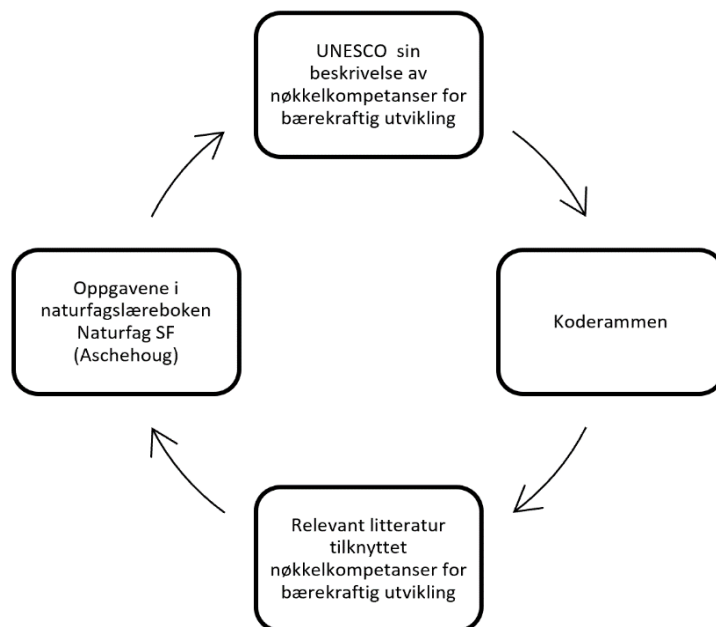 UNESCO sin
beskrivelse av
nøkkelkompetanser for
bærekraftig utvikling
Oppgavene i
naturfagslæreboken
Naturfag SF
(Aschehoug)
Koderammen
Relevant litteratur
tilknyttet
nøkkelkompetanser for
bærekraftig utvikling